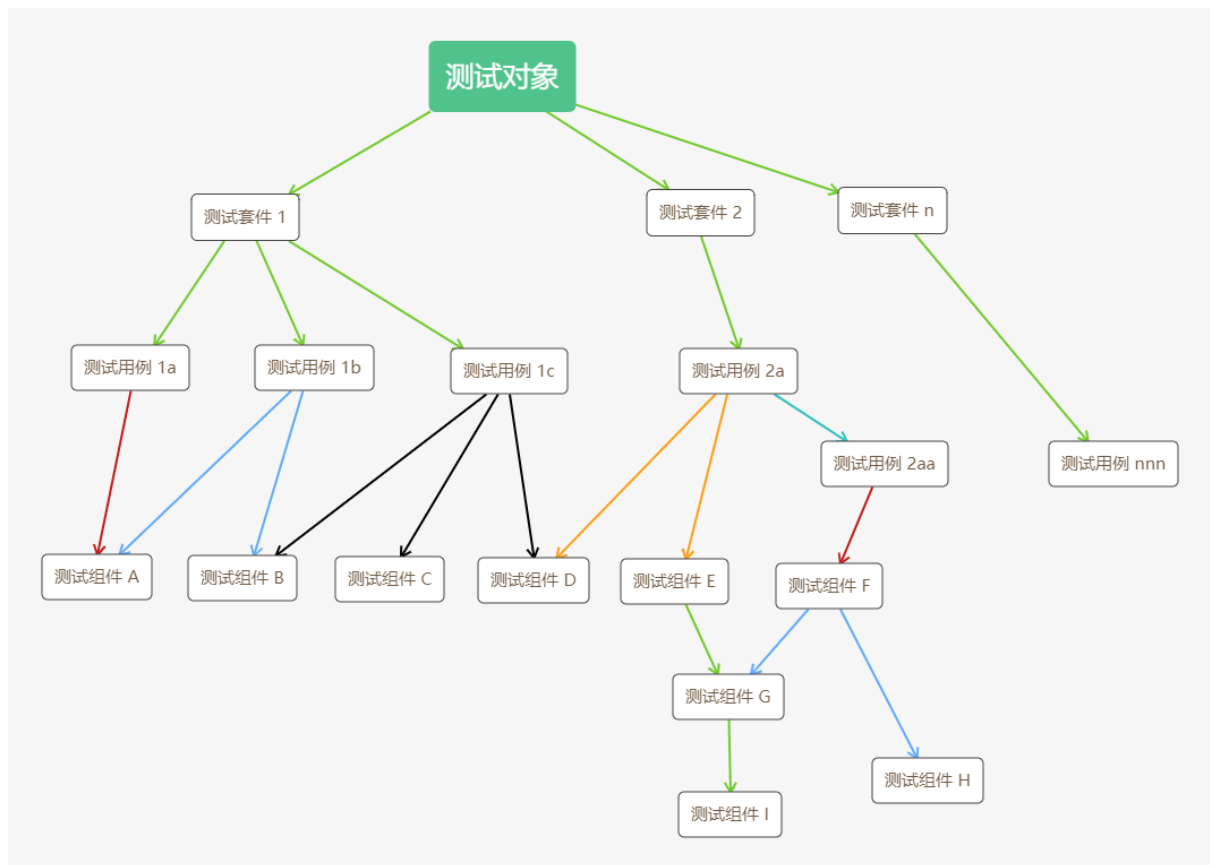 测试对象
测试套件 1
测试套件 2
测试套件 n
测试用例 1a
测试用例 1b
测试用例 1c
测试用例 2a
测试用例 2aa
测试用例 nnn
测试组件 A
测试组件 B
测试组件 C
测试组件 D
测试组件 E
测试组件 F
测试组件 G
测试组件 H
测试组件 I